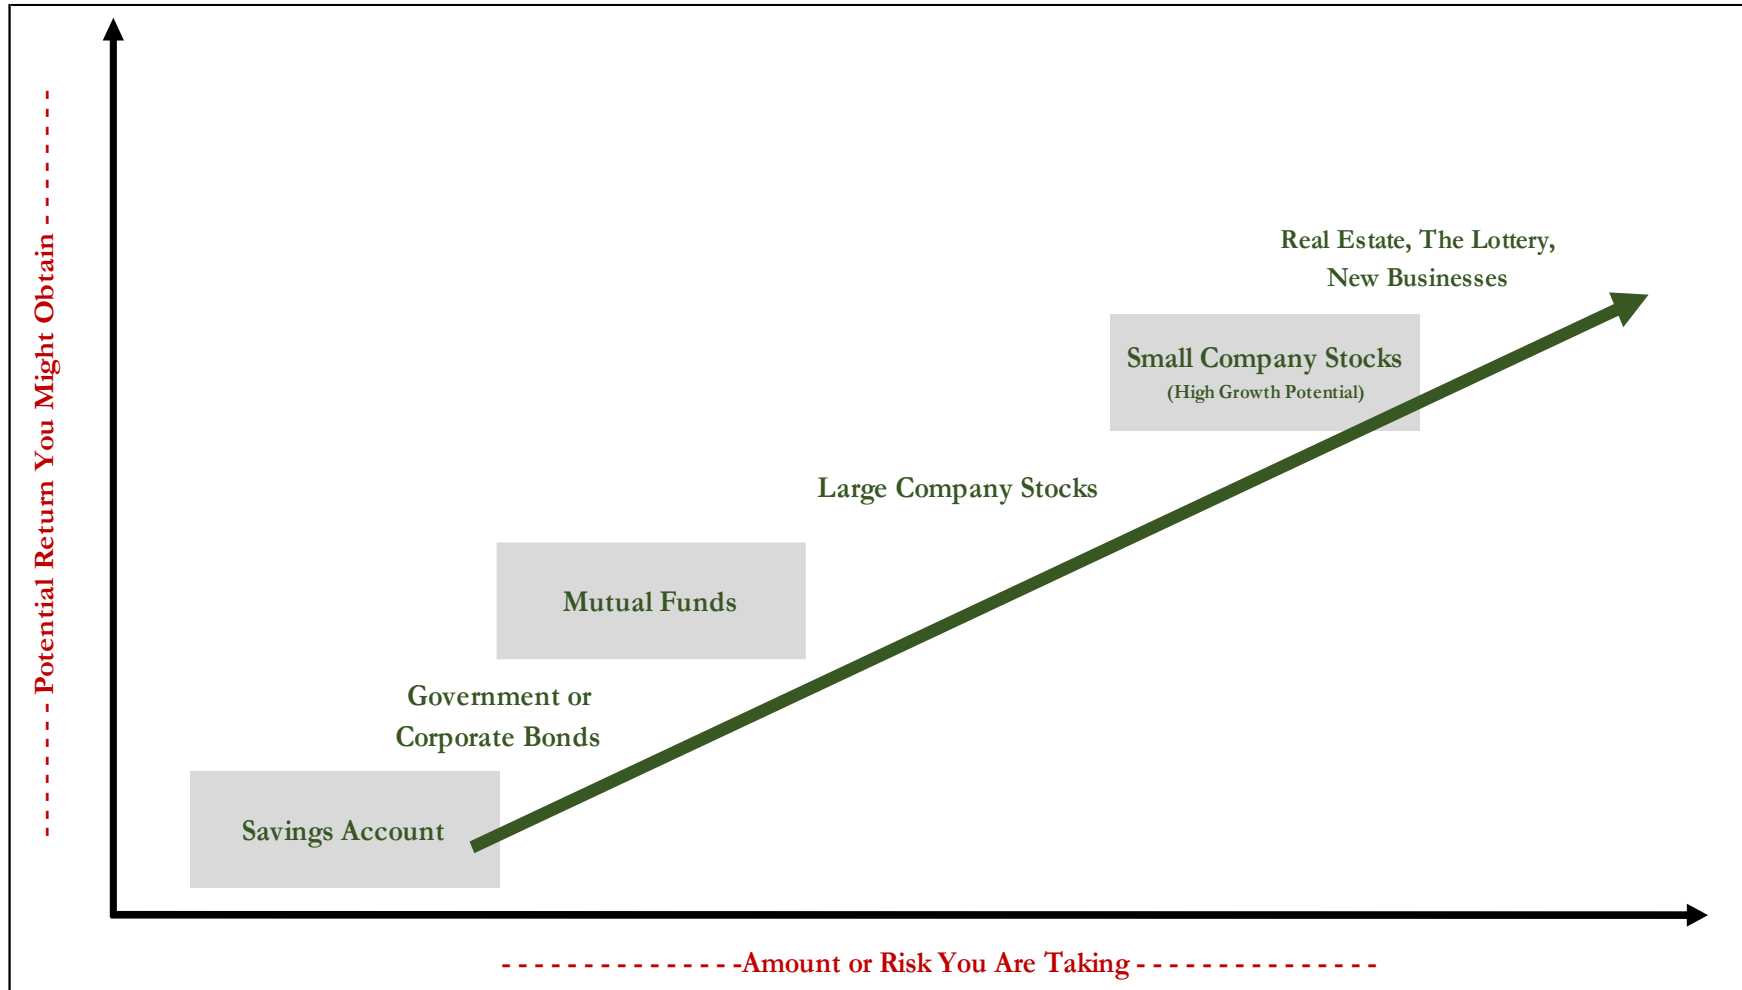 Potential Return You Might Obtain
Real Estate, The Lottery,
New Businesses
Small Company Stocks
(High Growth Potential)
Large Company Stocks
Mutual Funds
Government or
Corporate Bonds
Savings Account
Amount or Risk You Are Taking